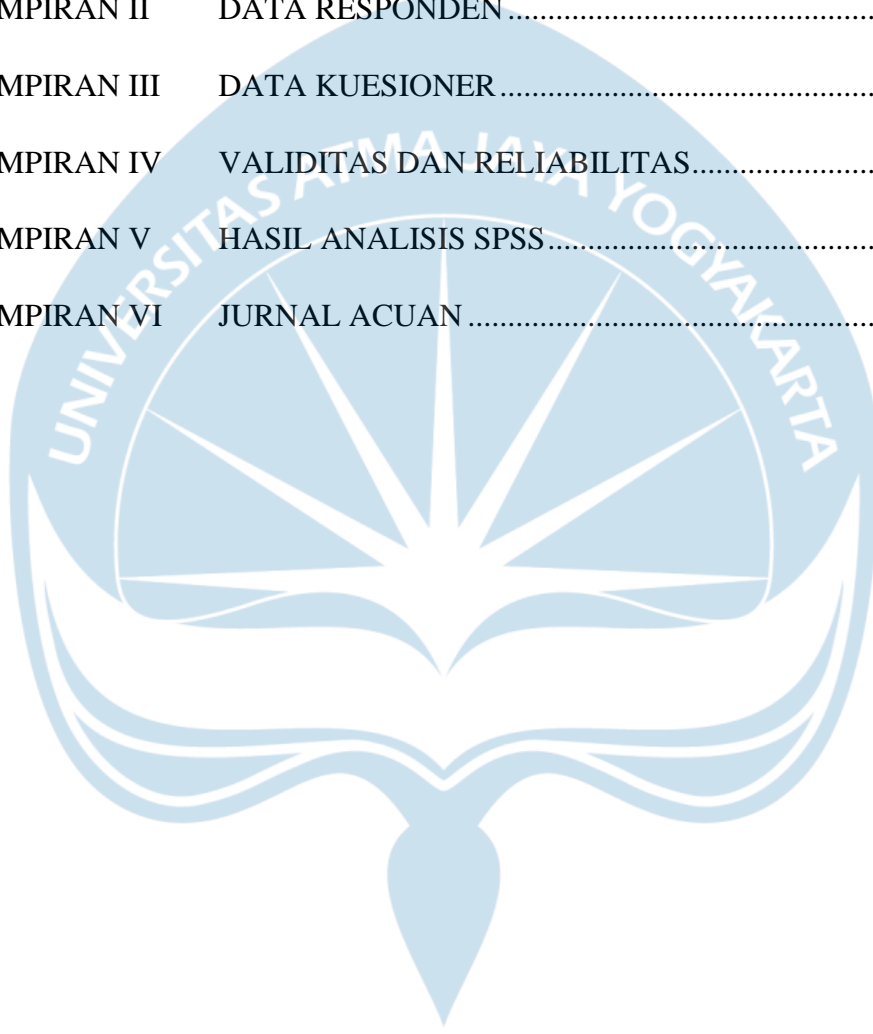 MPIRAN II DATA RESPONDEN................................................
MPIRAN III DATA KUESIONER................................................
MPIRAN IV VALIDITAS DAN RELIABILITAS.......................
MPIRAN V HASIL ANALISIS SPSS.........................................
MPIRAN VI JURNAL ACUAN...................................................
UNIVERSITAS ATMA JAYA YOGYAKARTA